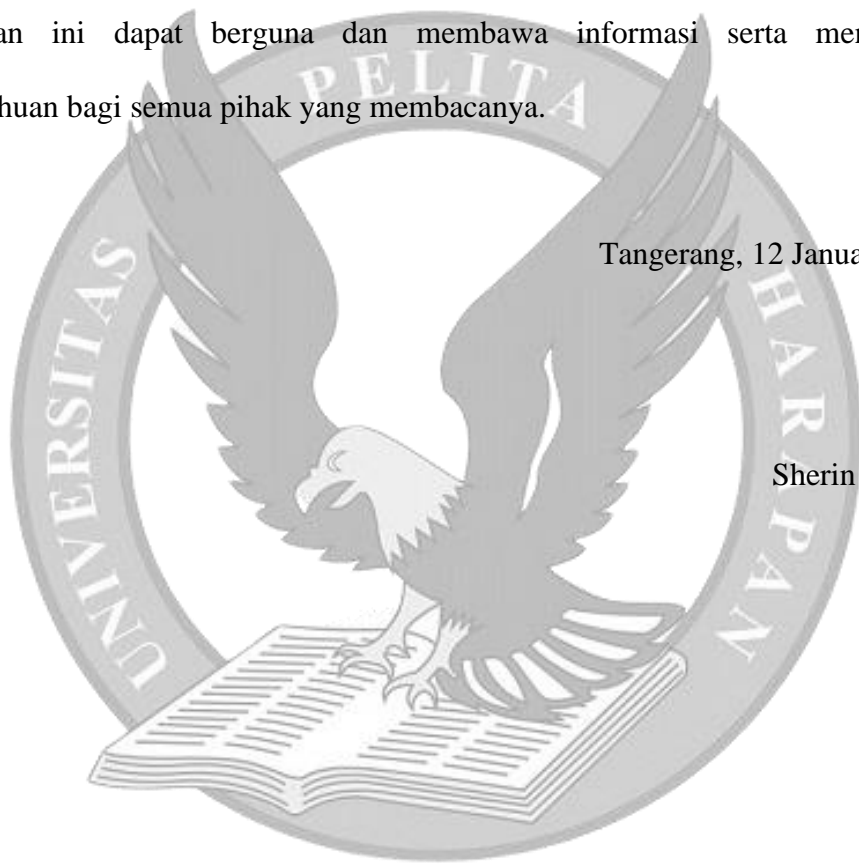 an ini dapat berguna dan membawa informasi serta mer
huan bagi semua pihak yang membacanya.
Tangerang, 12 Janua
Sherin
UNIVERSITAS PELITA HARAPAN